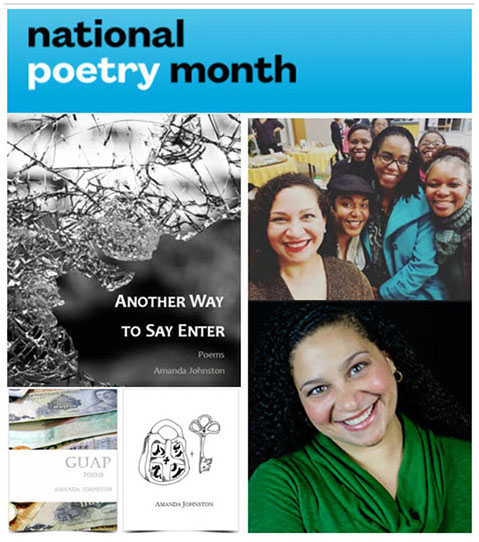 national
poetry month
ANOTHER WAY
TO SAY ENTER
Poems
Amanda Johnston
GUAP
POEMS
AMANDA JOHNSTON
AMANDA JOHNSTON